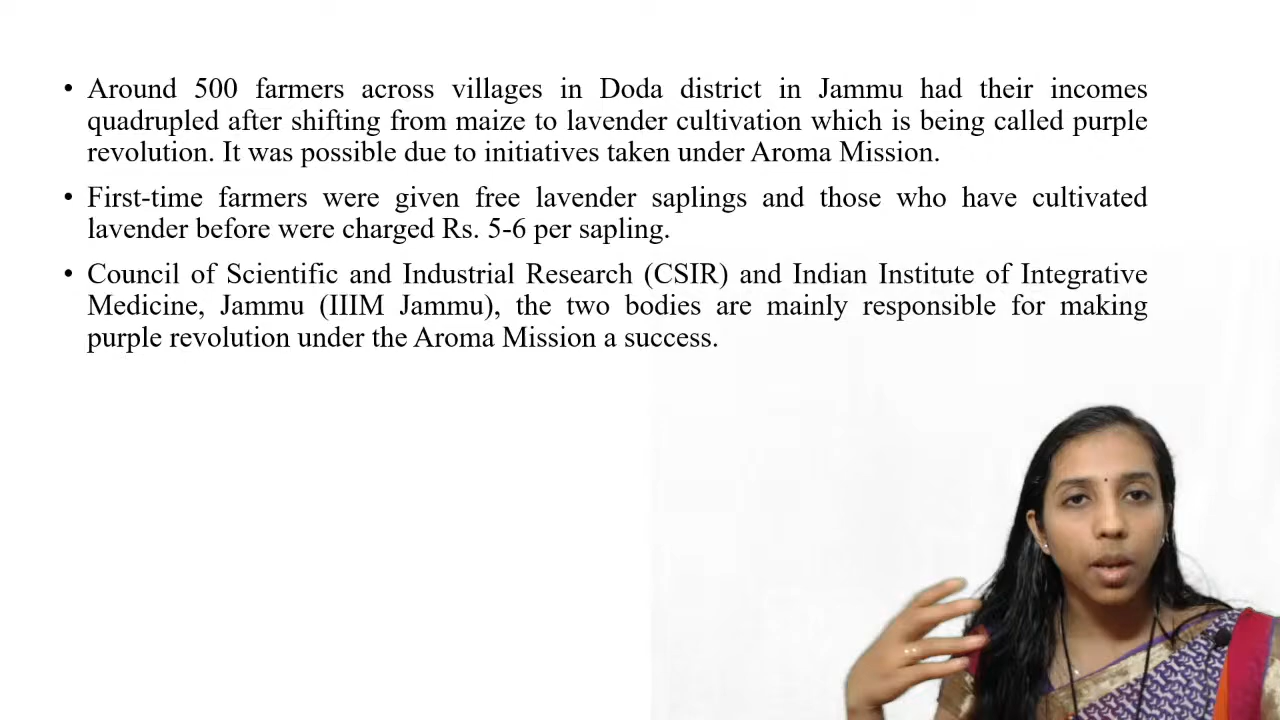 • Around 500 farmers across villages in Doda district in Jammu had their incomes
quadrupled after shifting from maize to lavender cultivation which is being called purple
revolution. It was possible due to initiatives taken under Aroma Mission.
• First-time farmers were given free lavender saplings and those who have cultivated
lavender before were charged Rs. 5-6 per sapling.
• Council of Scientific and Industrial Research (CSIR) and Indian Institute of Integrative
Medicine, Jammu (IIIM Jammu), the two bodies are mainly responsible for making
purple revolution under the Aroma Mission a success.